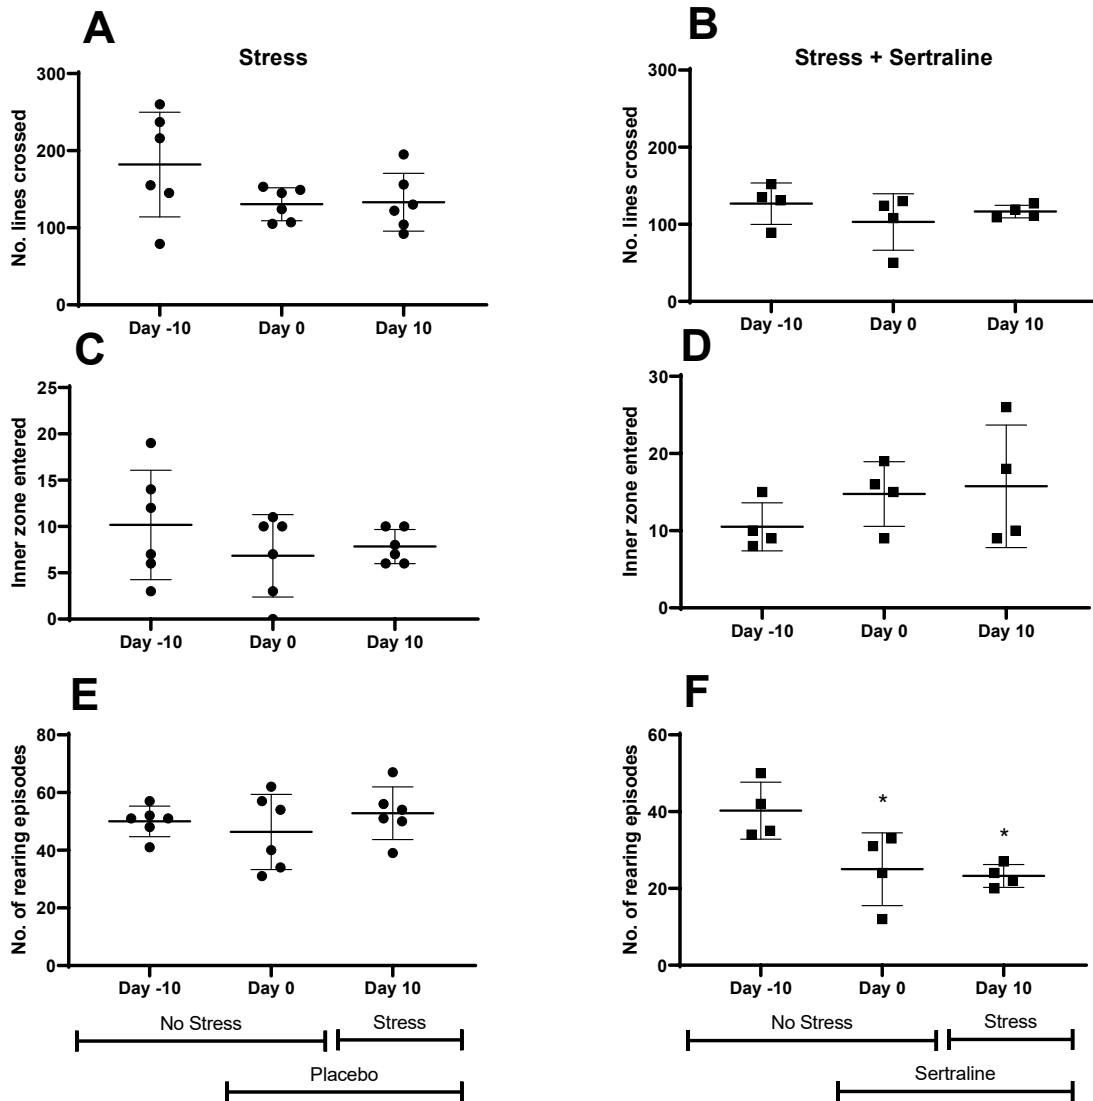 A
Stress
No. lines crossed
300
200
100
0
Day -10 Day 0 Day 10
B
Stress + Sertraline
No. lines crossed
300
200
100
0
Day -10 Day 0 Day 10
C
Inner zone entered
25
20
15
10
5
0
Day -10 Day 0 Day 10
D
Inner zone entered
30
20
10
0
Day -10 Day 0 Day 10
E
No. of rearing episodes
80
60
40
20
0
Day -10 Day 0 Day 10
No Stress Stress
Placebo
F
No. of rearing episodes
60
40
20
0
* *
Day -10 Day 0 Day 10
No Stress Stress
Sertraline